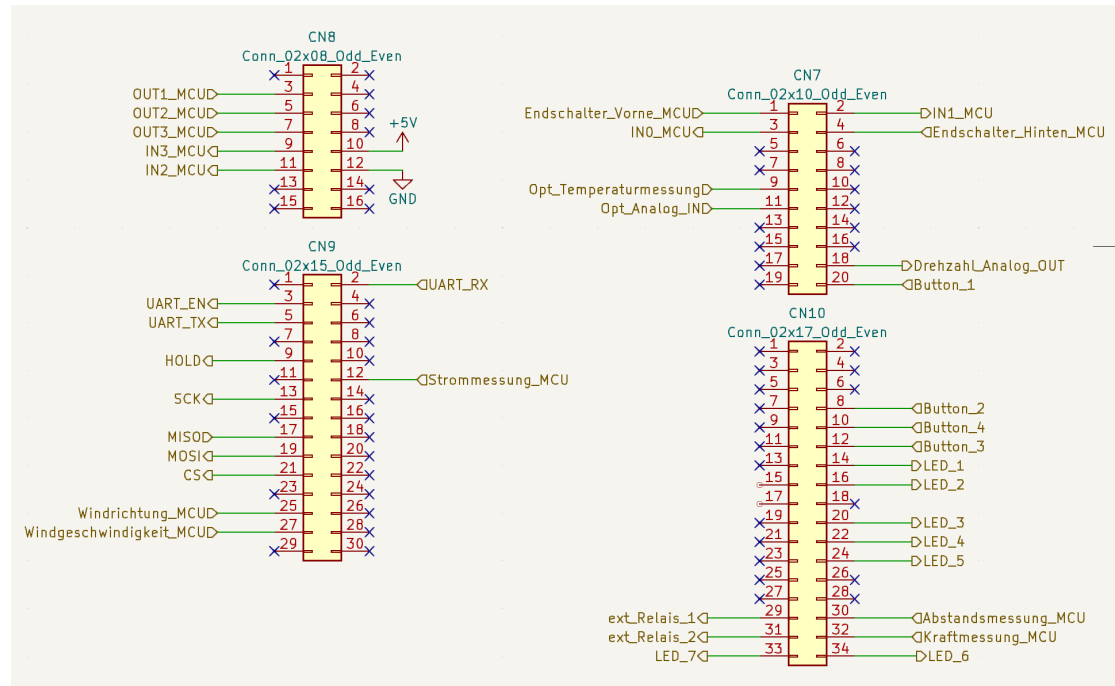 CN8
Conn_02x08_Odd_Even
1 2
OUT1_MCU 3 4
OUT2_MCU 5 6
OUT3_MCU 7 8 +5V
IN3_MCU 9 10
IN2_MCU 11 12
13 14 GND
15 16
CN9
Conn_02x15_Odd_Even
1 2 UART_RX
UART_EN 3 4
UART_TX 5 6
7 8
HOLD 9 10
11 12 Strommessung_MCU
SCK 13 14
15 16
MISO 17 18
MOSI 19 20
CS 21 22
23 24
Windrichtung_MCU 25 26
Windgeschwindigkeit_MCU 27 28
29 30
CN7
Conn_02x10_Odd_Even
Endschalter_Vorne_MCU 1 2 IN1_MCU
IN0_MCU 3 4 Endschalter_Hinten_MCU
5 6
7 8
Opt_Temperaturmessung 9 10
Opt_Analog_IN 11 12
13 14
15 16
17 18 Drehzahl_Analog_OUT
19 20 Button_1
CN10
Conn_02x17_Odd_Even
1 2
3 4
5 6
7 8 Button_2
9 10 Button_4
11 12 Button_3
13 14 LED_1
15 16 LED_2
17 18
19 20 LED_3
21 22 LED_4
23 24 LED_5
25 26
27 28
ext_Relais_1 29 30 Abstandsmessung_MCU
ext_Relais_2 31 32 Kraftmessung_MCU
LED_7 33 34 LED_6